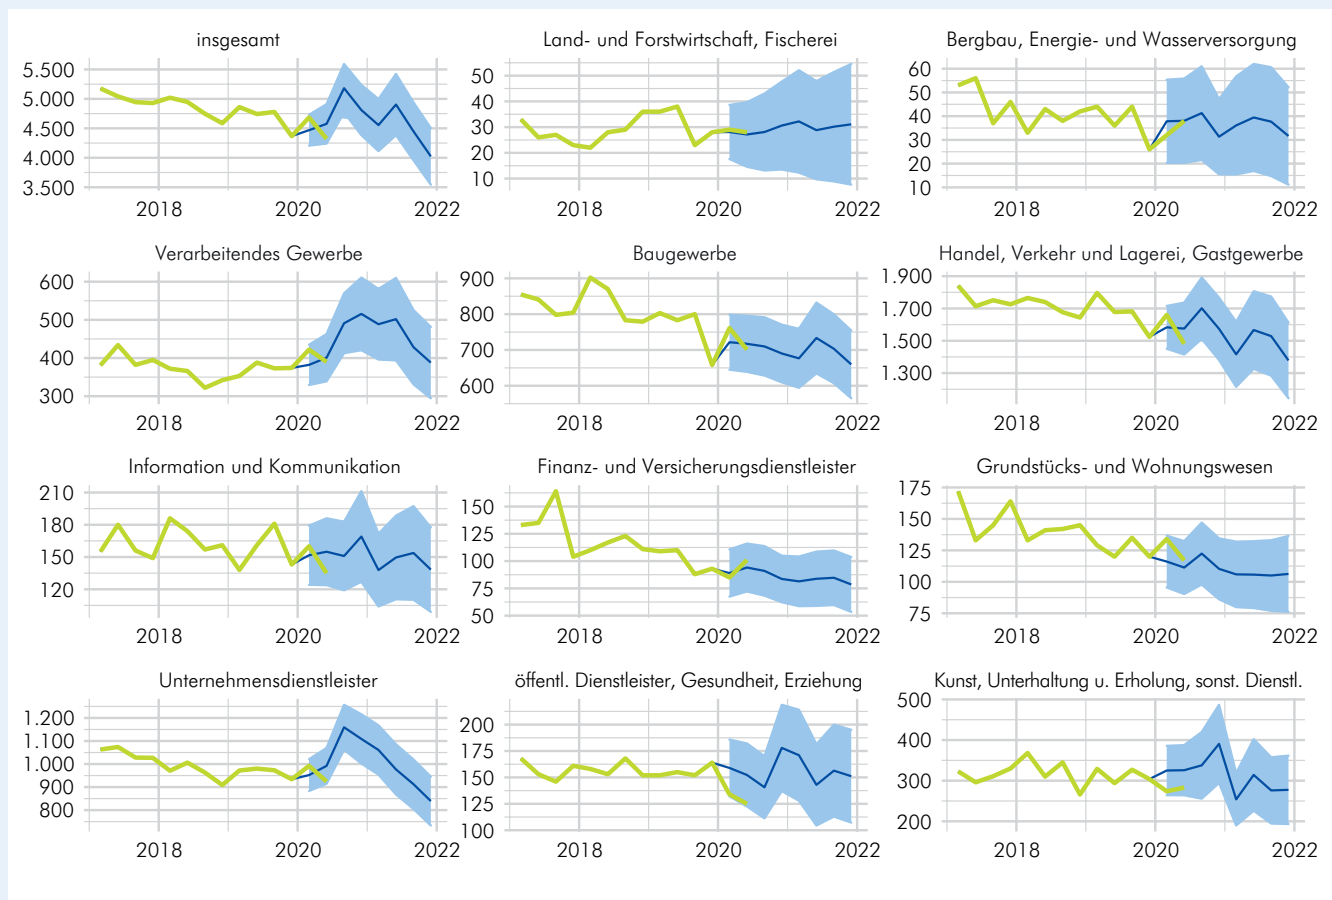 insgesamt
5.500
5.000
4.500
4.000
3.500
2018 2020 2022
Land- und Forstwirtschaft, Fischerei
50
40
30
20
10
2018 2020 2022
Bergbau, Energie- und Wasserversorgung
60
50
40
30
20
10
2018 2020 2022
Verarbeitendes Gewerbe
600
500
400
300
2018 2020 2022
Baugewerbe
900
800
700
600
2018 2020 2022
Handel, Verkehr und Lagerei, Gastgewerbe
1.900
1.700
1.500
1.300
2018 2020 2022
Information und Kommunikation
210
180
150
120
2018 2020 2022
Finanz- und Versicherungsdienstleister
150
125
100
75
50
2018 2020 2022
Grundstücks- und Wohnungswesen
175
150
125
100
75
2018 2020 2022
Unternehmensdienstleister
1.200
1.100
1.000
900
800
2018 2020 2022
öffentl. Dienstleister, Gesundheit, Erziehung
200
175
150
125
100
2018 2020 2022
Kunst, Unterhaltung u. Erholung, sonst. Dienstl.
500
400
300
200
2018 2020 2022